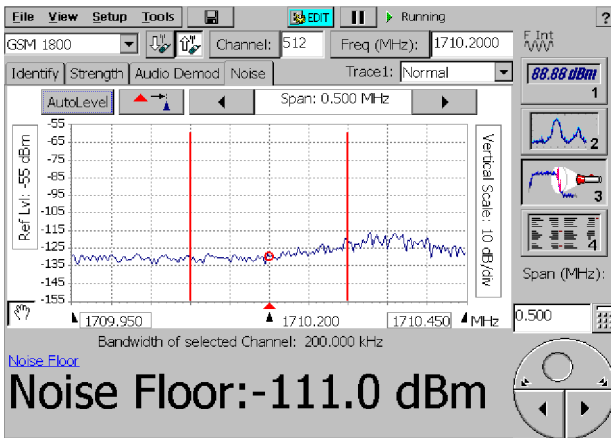 File View Setup Tools EDIT Running ?
GSM 1800 Channel: 512 Freq (MHz): 1710.2000 F Int
Identify Strength Audio Demod Noise Trace1: Normal
88.88 dBm
1
AutoLevel Span: 0.500 MHz
2
3
4
Ref Lvl: -55 dBm
-55
-65
-75
-85
-95
-105
-115
-125
-135
-145
-155
Vertical Scale: 10 dB/div
Span (MHz):
0.500
1709.950 1710.200 1710.450 MHz
Bandwidth of selected Channel: 200.000 kHz
Noise Floor
Noise Floor:-111.0 dBm